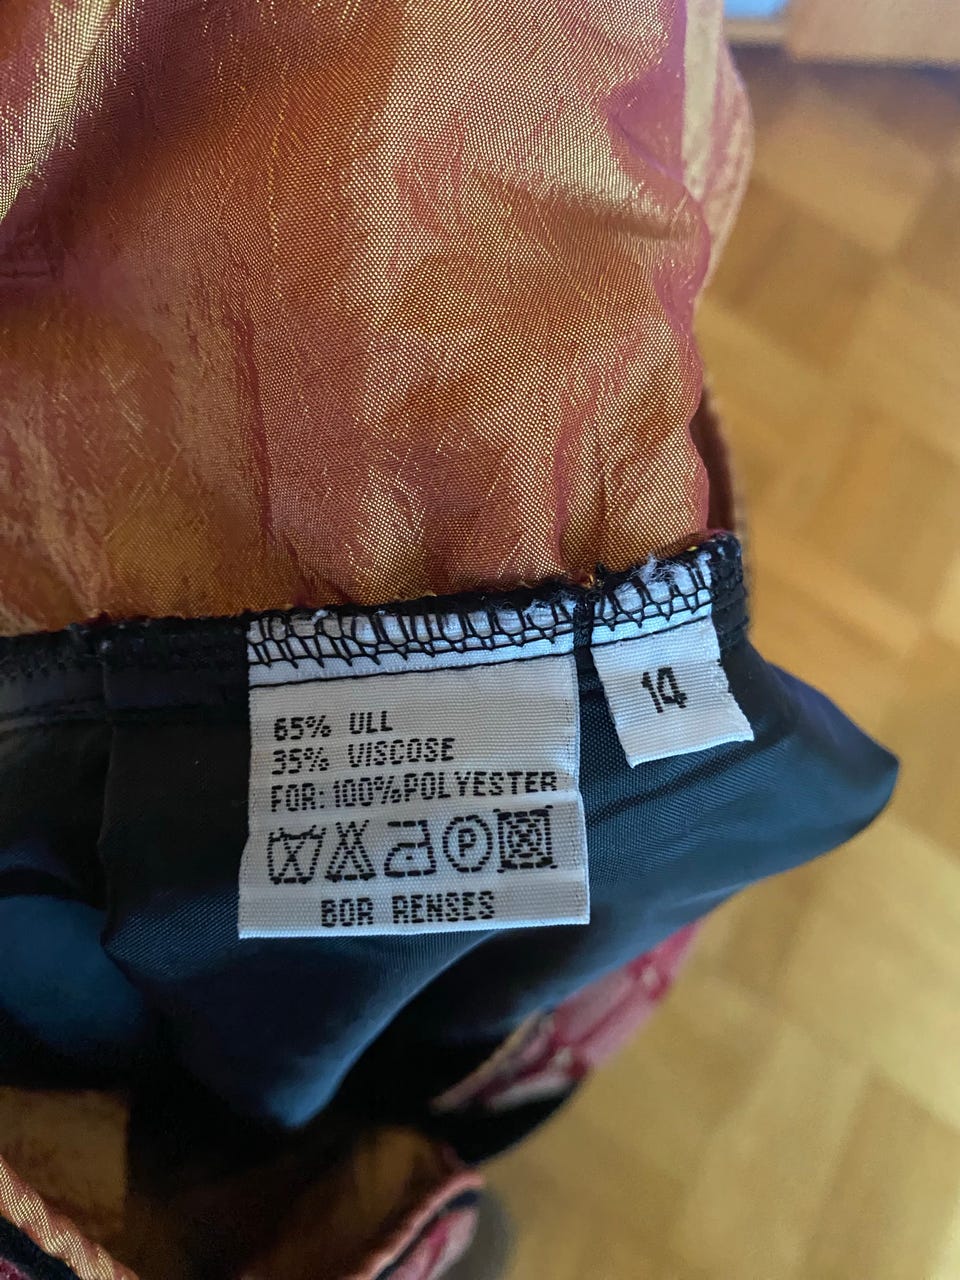 65% ULL
35% VISCOSE
FOR: 100%POLYESTER
P
BØR RENSES
14